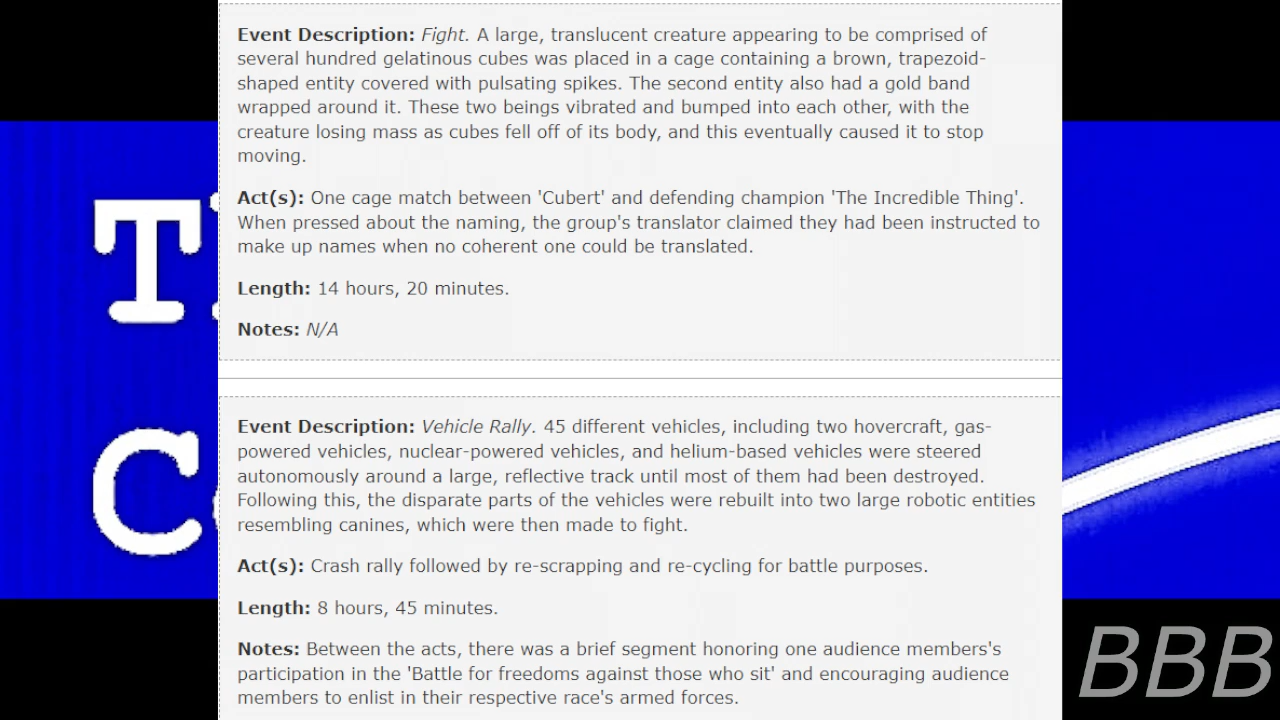 Event Description: Fight. A large, translucent creature appearing to be comprised of
several hundred gelatinous cubes was placed in a cage containing a brown, trapezoid-
shaped entity covered with pulsating spikes. The second entity also had a gold band
wrapped around it. These two beings vibrated and bumped into each other, with the
creature losing mass as cubes fell off of its body, and this eventually caused it to stop
moving.
Act(s): One cage match between 'Cubert' and defending champion 'The Incredible Thing'.
When pressed about the naming, the group's translator claimed they had been instructed to
make up names when no coherent one could be translated.
Length: 14 hours, 20 minutes.
Notes: N/A
Event Description: Vehicle Rally. 45 different vehicles, including two hovercraft, gas-
powered vehicles, nuclear-powered vehicles, and helium-based vehicles were steered
autonomously around a large, reflective track until most of them had been destroyed.
Following this, the disparate parts of the vehicles were rebuilt into two large robotic entities
resembling canines, which were then made to fight.
Act(s): Crash rally followed by re-scrapping and re-cycling for battle purposes.
Length: 8 hours, 45 minutes.
Notes: Between the acts, there was a brief segment honoring one audience members's
participation in the 'Battle for freedoms against those who sit' and encouraging audience
members to enlist in their respective race's armed forces.
BBB